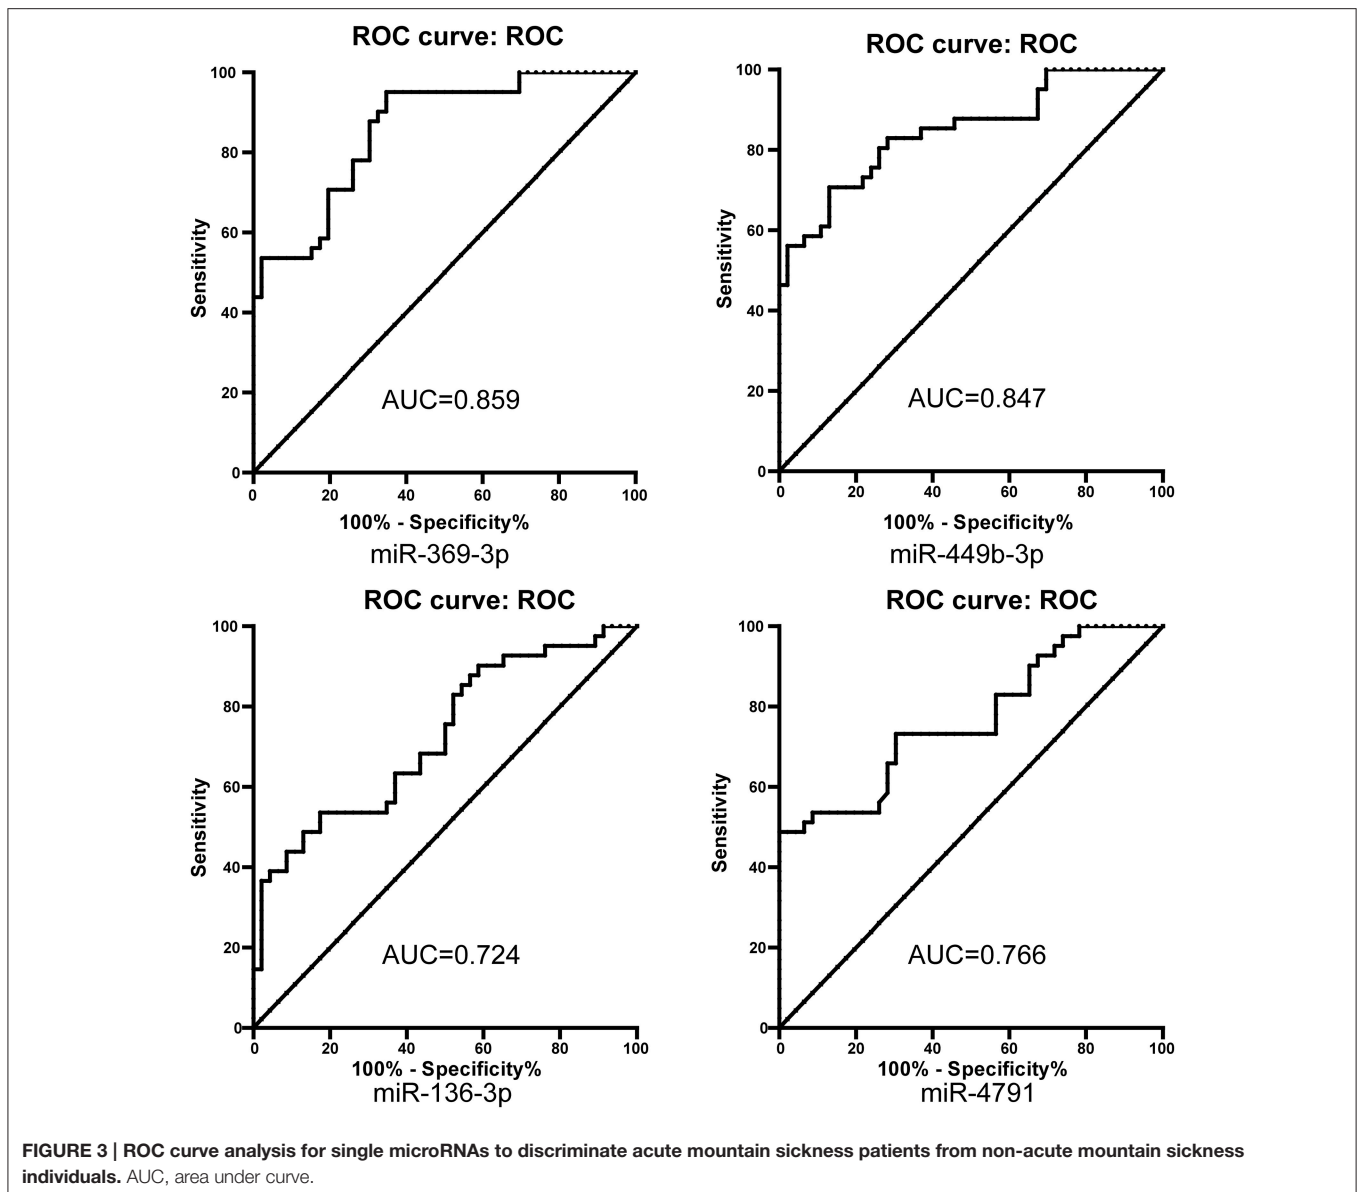 ROC curve: ROC
100
80
60
40
20
0
Sensitivity
AUC=0.859
0 20 40 60 80 100
100% - Specificity%
miR-369-3p
ROC curve: ROC
100
80
60
40
20
0
Sensitivity
AUC=0.847
0 20 40 60 80 100
100% - Specificity%
miR-449b-3p
ROC curve: ROC
100
80
60
40
20
0
Sensitivity
AUC=0.724
0 20 40 60 80 100
100% - Specificity%
miR-136-3p
ROC curve: ROC
100
80
60
40
20
0
Sensitivity
AUC=0.766
0 20 40 60 80 100
100% - Specificity%
miR-4791
FIGURE 3 | ROC curve analysis for single microRNAs to discriminate acute mountain sickness patients from non-acute mountain sickness
individuals. AUC, area under curve.